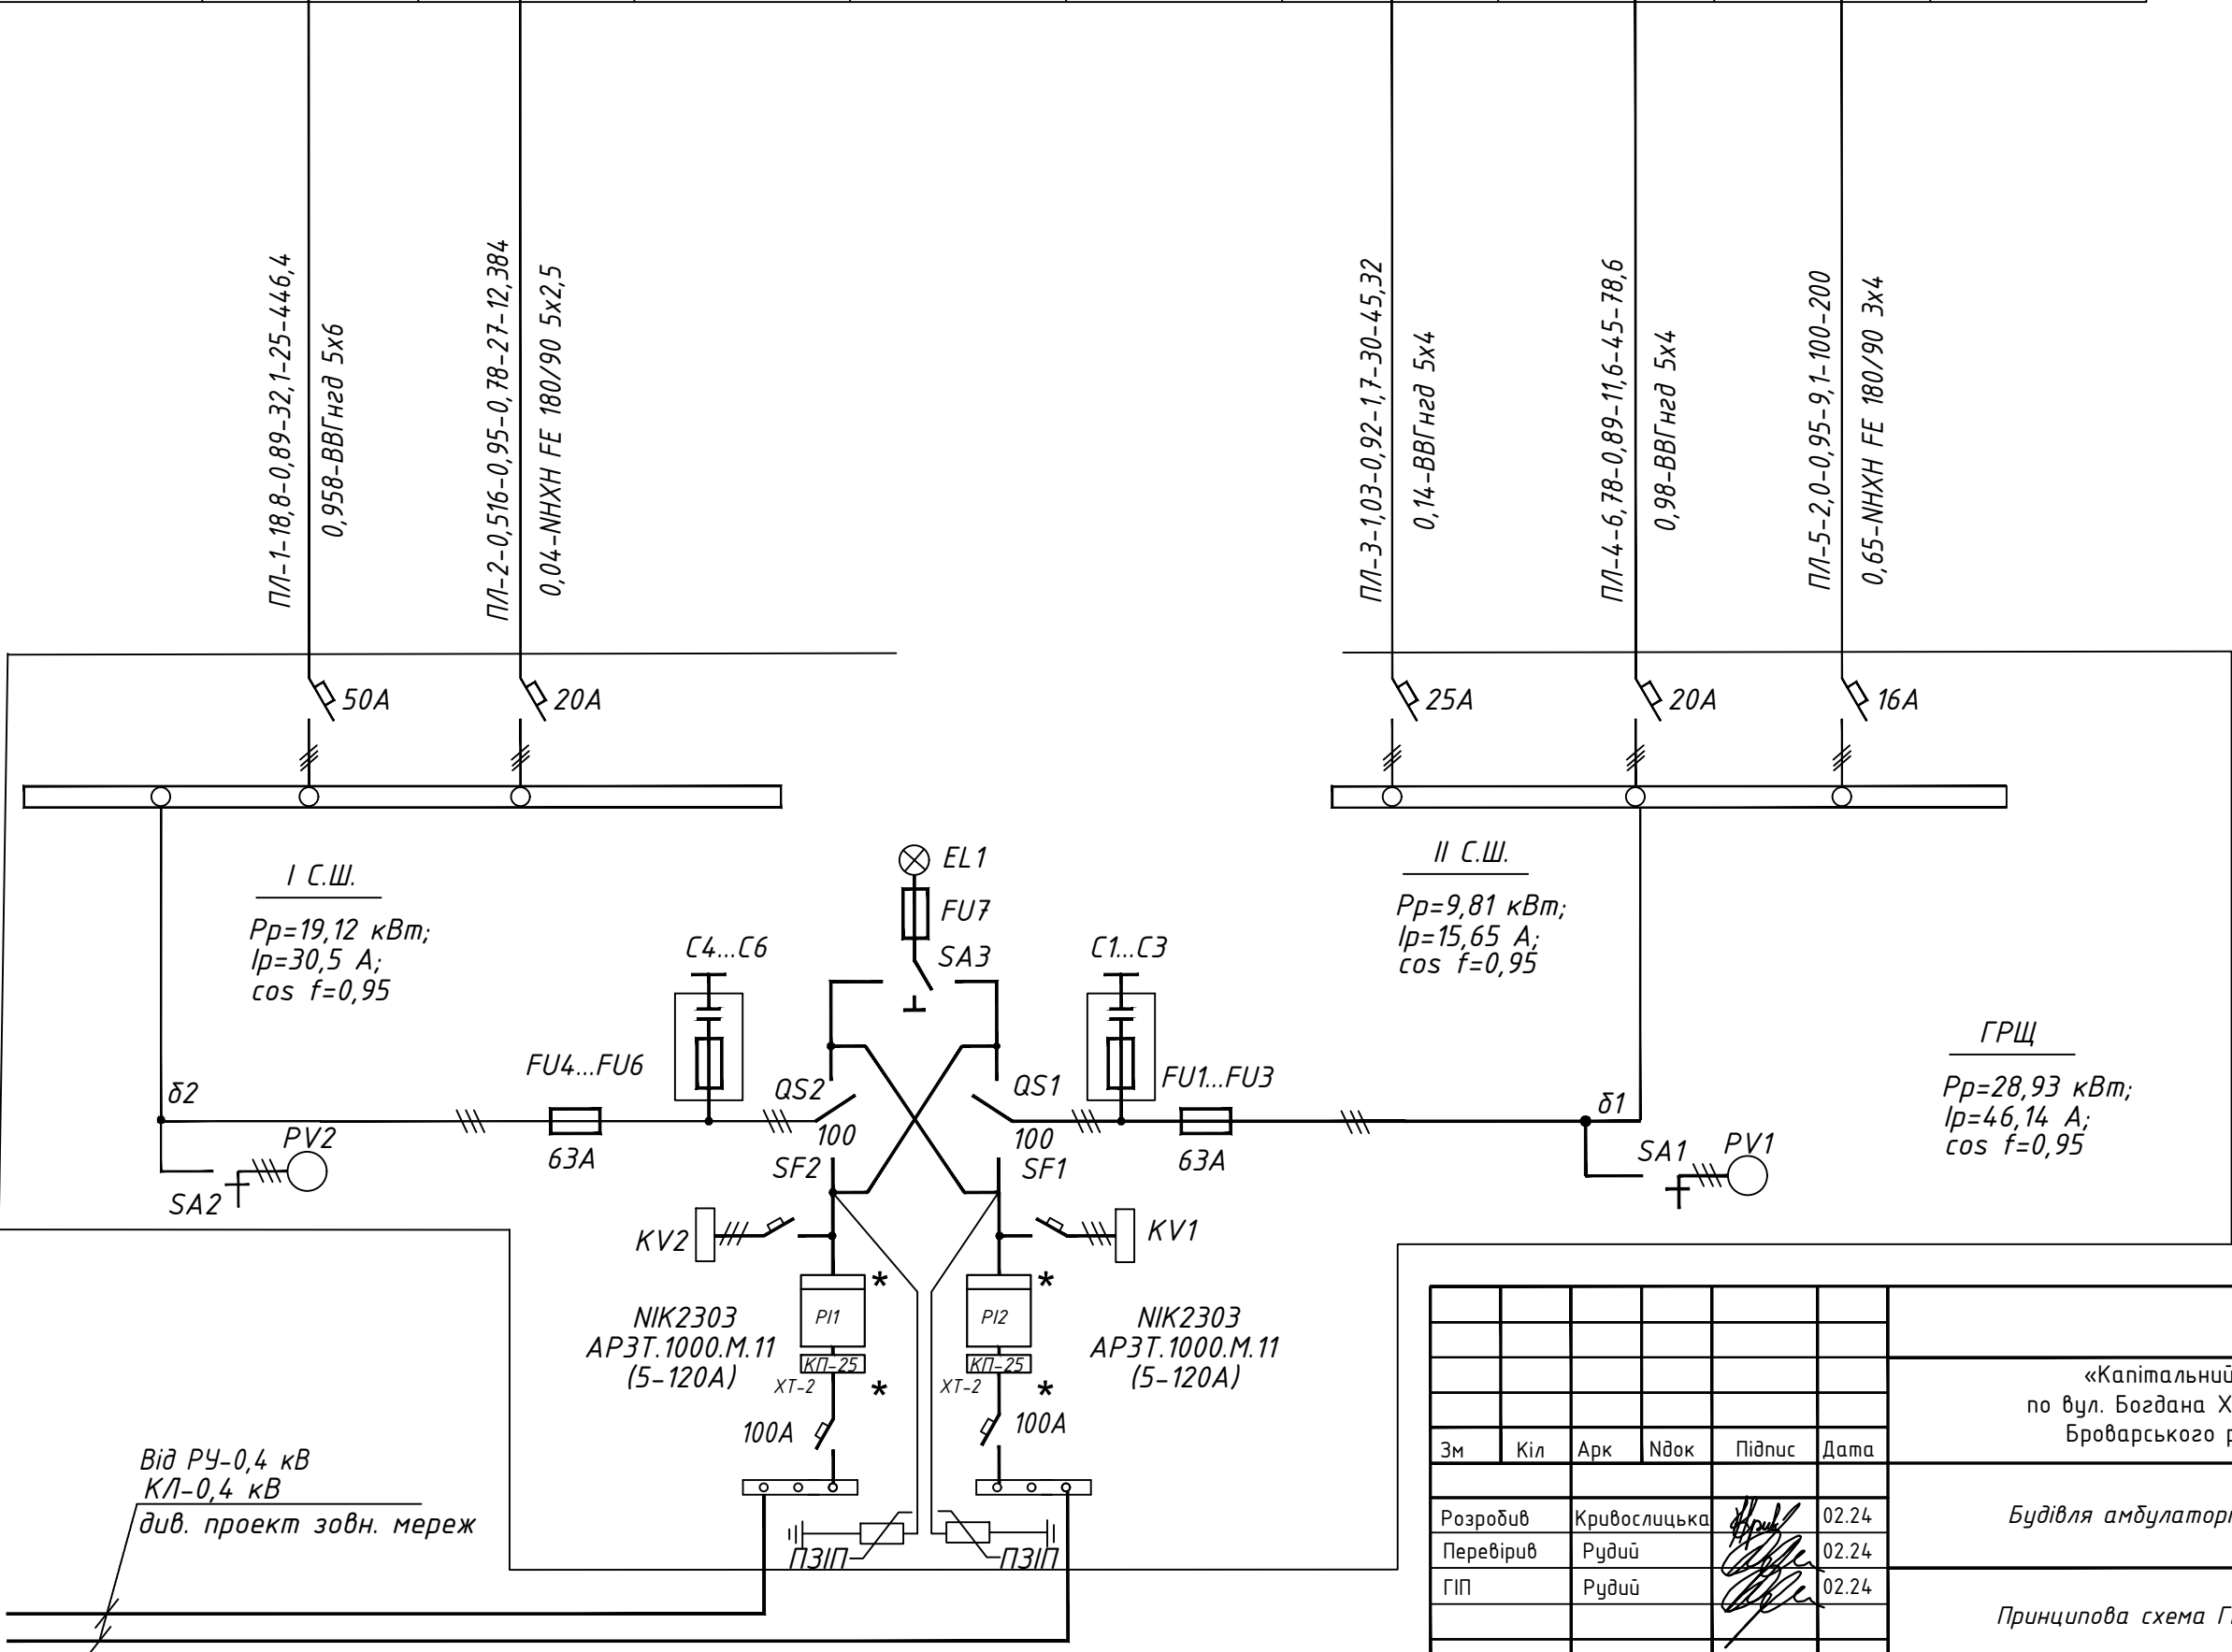 ПЛ-1-18,8-0,89-32,1-25-446,4
0,958-ВВГнгд 5х6
ПЛ-2-0,516-0,95-0,78-27-12,384
0,04-NHXH FE 180/90 5х2,5
ПЛ-3-1,03-0,92-1,7-30-45,32
0,14-ВВГнгд 5х4
ПЛ-4-6,78-0,89-11,6-45-78,6
0,98-ВВГнгд 5х4
ПЛ-5-2,0-0,95-9,1-100-200
0,65-NHXH FE 180/90 3х4
50А
20А
25А
20А
16А
І С.Ш.
Рр=19,12 кВт;
Ір=30,5 А;
cos f=0,95
EL1
FU7
SA3
ІІ С.Ш.
Рр=9,81 кВт;
Ір=15,65 А;
cos f=0,95
C4...C6
C1...C3
ГРЩ
Рр=28,93 кВт;
Ір=46,14 А;
cos f=0,95
FU4...FU6
QS2
QS1
FU1...FU3
б2
б1
100
100
63А
63А
PV2
SA2
SF2
SF1
SA1
PV1
KV2
KV1
NIK2303
АРЗТ.1000.М.11
(5-120А)
РІ1
*
КП-25
ХТ-2
*
100А
РІ2
*
КП-25
ХТ-2
*
100А
NIK2303
АРЗТ.1000.М.11
(5-120А)
Від РУ-0,4 кВ
КЛ-0,4 кВ
див. проект зовн. мереж
ПЗІП
ПЗІП
«Капітальний
по вул. Богдана Х
Броварського р
Зм Кіл Арк Nдок Підпис Дата
Розробив Кривослицька 02.24
Перевірив Рудий 02.24
ГІП Рудий 02.24
Будівля амбулаторі
Принципова схема Г